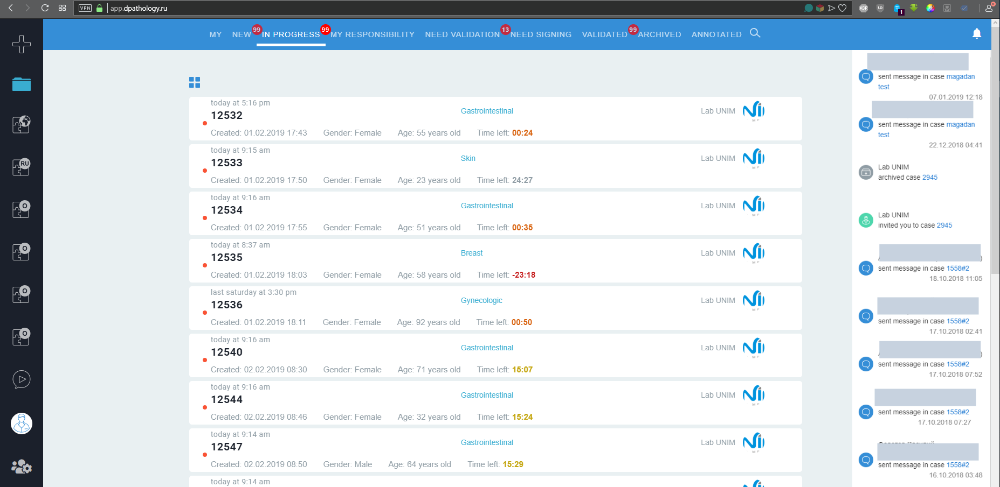 VPN app.dpathology.ru ABP UD 1
MY NEW 99 IN PROGRESS 99 MY RESPONSIBILITY NEED VALIDATION 13 NEED SIGNING VALIDATED 99 ARCHIVED ANNOTATED
RU
O
O
O
O
today at 5:16 pm
12532
Gastrointestinal
Lab UNIM
Created: 01.02.2019 17:43 Gender: Female Age: 55 years old Time left: 00:24
today at 9:15 am
12533
Skin
Lab UNIM
Created: 01.02.2019 17:50 Gender: Female Age: 23 years old Time left: 24:27
today at 9:16 am
12534
Gastrointestinal
Lab UNIM
Created: 01.02.2019 17:55 Gender: Female Age: 51 years old Time left: 00:35
today at 8:37 am
12535
Breast
Lab UNIM
Created: 01.02.2019 18:03 Gender: Female Age: 58 years old Time left: -23:18
last saturday at 3:30 pm
12536
Gynecologic
Lab UNIM
Created: 01.02.2019 18:11 Gender: Female Age: 92 years old Time left: 00:50
today at 9:16 am
12540
Gastrointestinal
Lab UNIM
Created: 02.02.2019 08:30 Gender: Female Age: 71 years old Time left: 15:07
today at 9:16 am
12544
Gastrointestinal
Lab UNIM
Created: 02.02.2019 08:46 Gender: Female Age: 32 years old Time left: 15:24
today at 9:14 am
12547
Gastrointestinal
Lab UNIM
Created: 02.02.2019 08:50 Gender: Male Age: 64 years old Time left: 15:29
today at 9:14 am
sent message in case magadan
test
07.01.2019 12:18
sent message in case magadan
test
22.12.2018 04:41
Lab UNIM
archived case 2945
Lab UNIM
invited you to case 2945
sent message in case 1558#2
18.10.2018 11:05
sent message in case 1558#2
17.10.2018 02:41
sent message in case 1558#2
17.10.2018 07:52
sent message in case 1558#2
17.10.2018 07:27
sent message in case 1558#2
16.10.2018 03:48